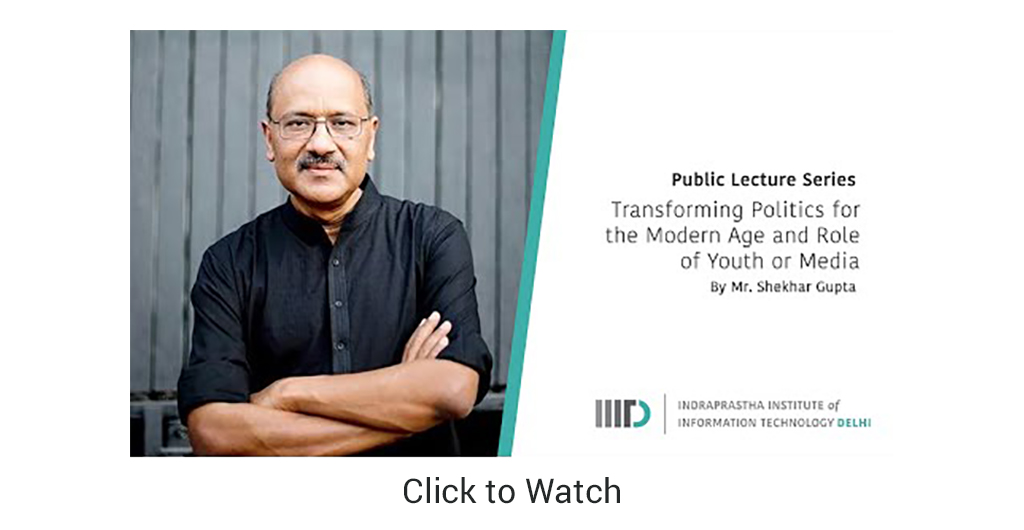 Public Lecture Series
Transforming Politics for
the Modern Age and Role
of Youth or Media
By Mr. Shekhar Gupta
IIITD
INDRAPRASTHA INSTITUTE of
INFORMATION TECHNOLOGY DELHI
Click to Watch